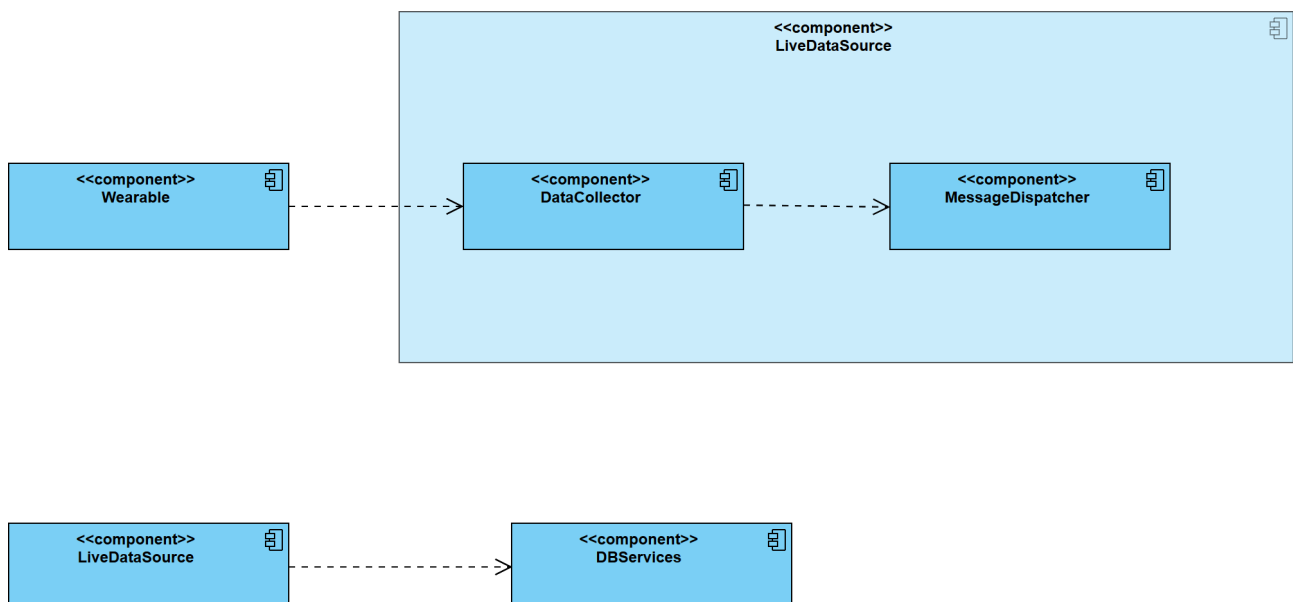 <<component>>
LiveDataSource
<<component>>
Wearable
<<component>>
DataCollector
<<component>>
MessageDispatcher
<<component>>
LiveDataSource
<<component>>
DBServices